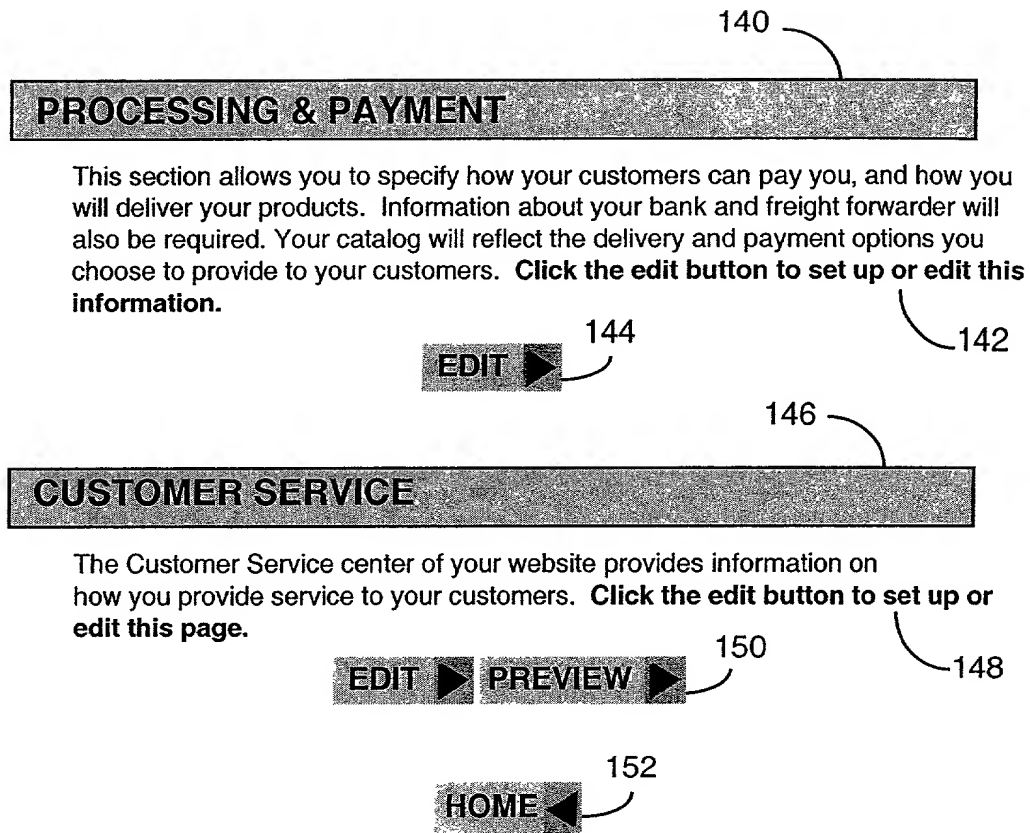 140
PROCESSING & PAYMENT
This section allows you to specify how your customers can pay you, and how you
will deliver your products. Information about your bank and freight forwarder will
also be required. Your catalog will reflect the delivery and payment options you
choose to provide to your customers. Click the edit button to set up or edit this
information.
142
144
EDIT
146
CUSTOMER SERVICE
The Customer Service center of your website provides information on
how you provide service to your customers. Click the edit button to set up or
edit this page.
148
150
EDIT PREVIEW
152
HOME